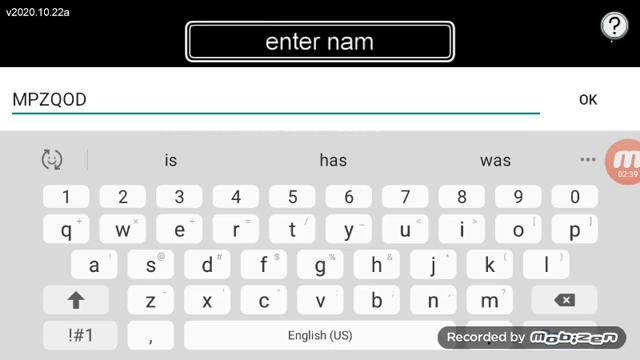 v2020.10.22a
enter nam
?
MPZQOD
OK
is has was
02:39
1 2 3 4 5 6 7 8 9 0
q w e r t y u i o p
a s d f g h j k l
z x c v b n m
!#1 , English (US)
Recorded by mobizen